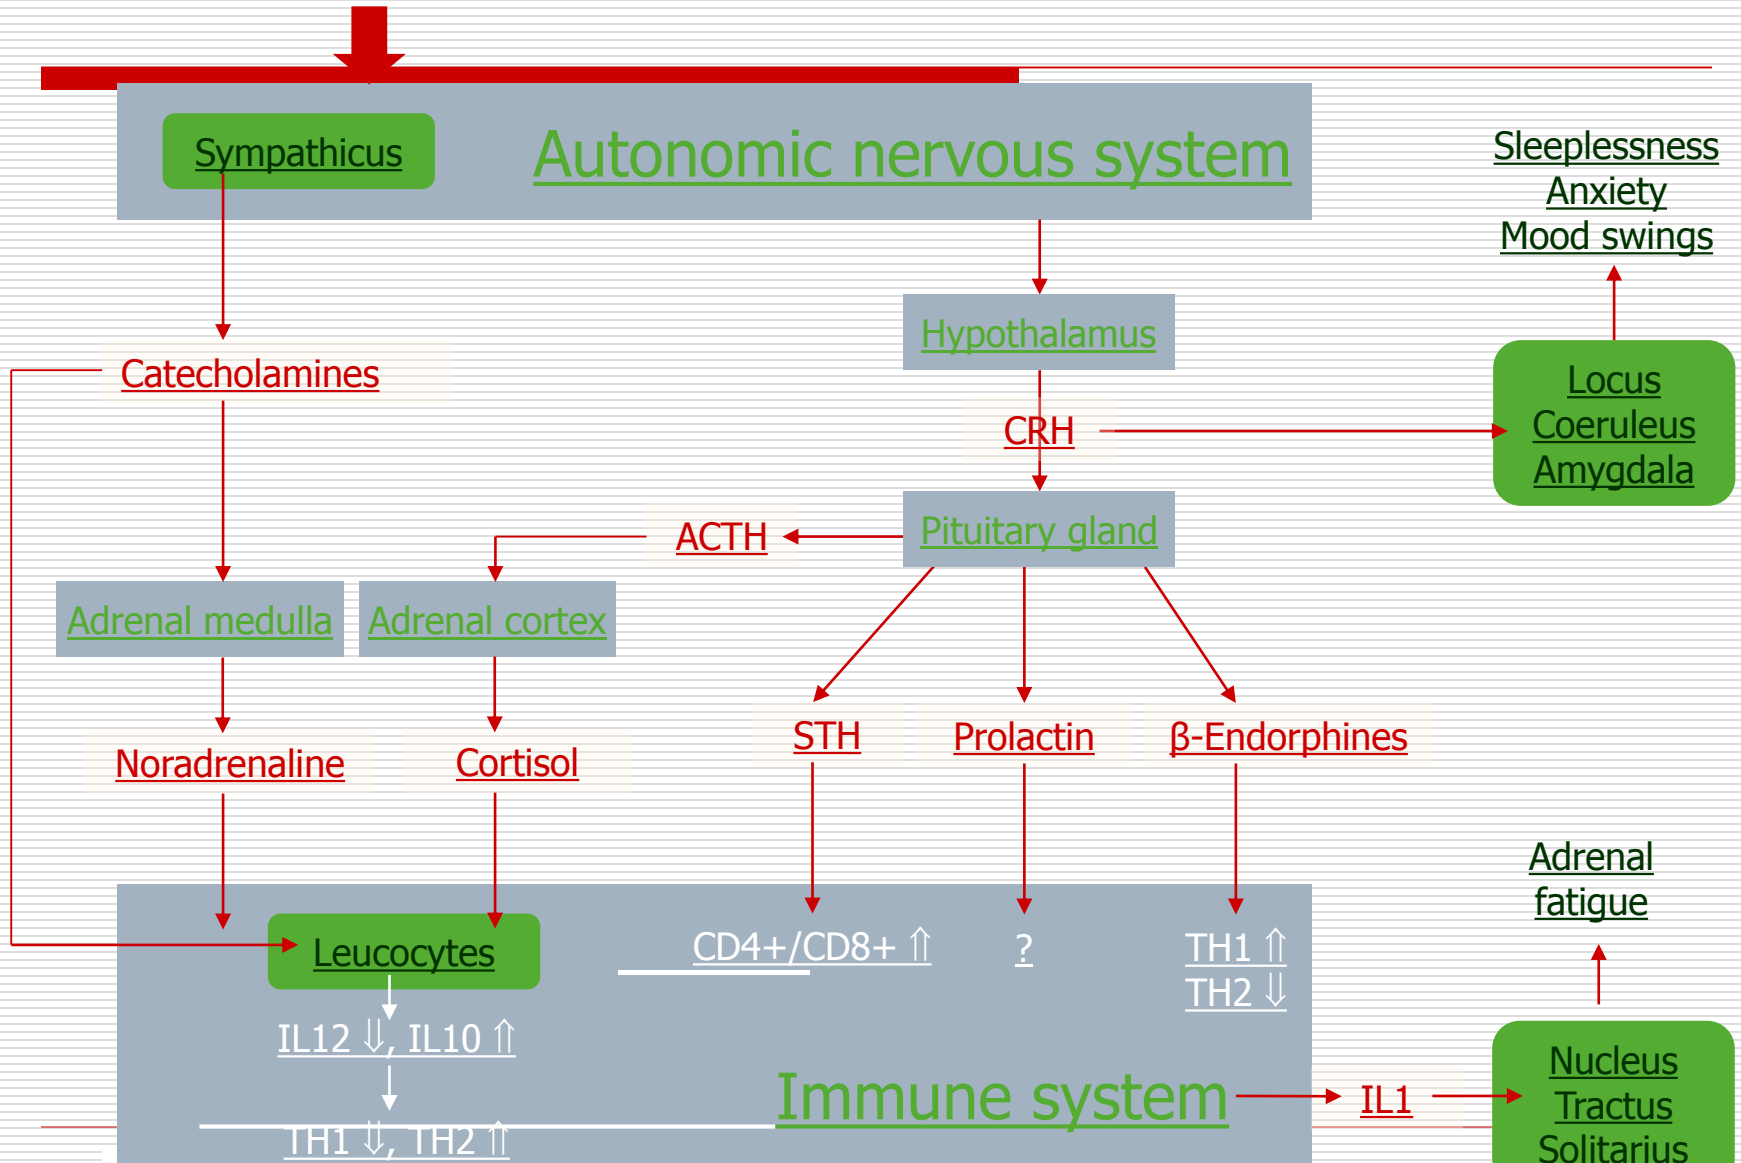 Sympathicus
Autonomic nervous system
Sleeplessness
Anxiety
Mood swings
Hypothalamus
Catecholamines
Locus
Coeruleus
Amygdala
CRH
ACTH
Pituitary gland
Adrenal medulla
Adrenal cortex
STH
Prolactin
β-Endorphines
Noradrenaline
Cortisol
Adrenal
fatigue
Leucocytes
CD4+/CD8+ ⇑
?
TH1 ⇑
TH2 ⇓
IL12 ⇓, IL10 ⇑
Immune system
IL1
Nucleus
Tractus
Solitarius
TH1 ⇓, TH2 ⇑